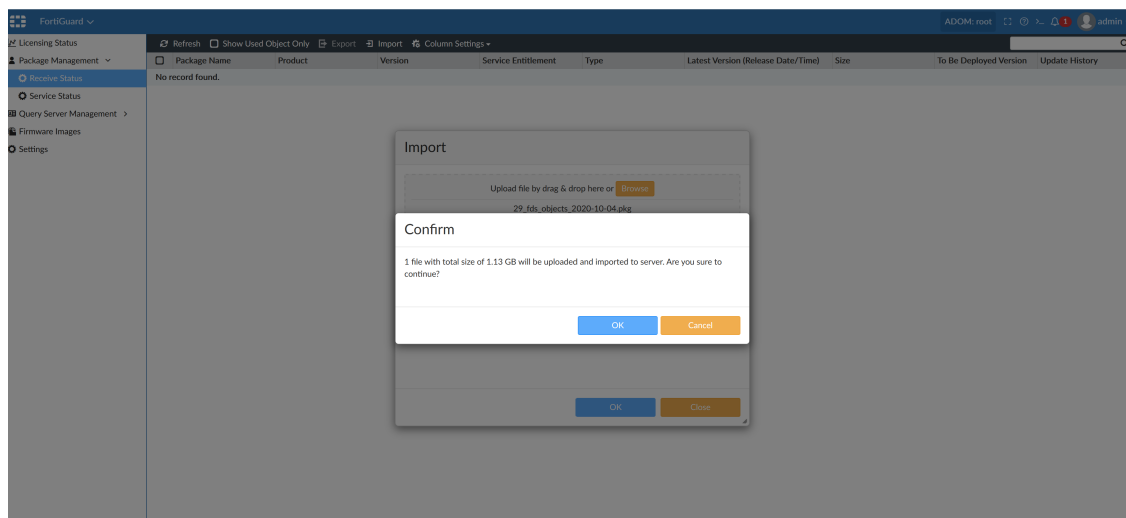 FortiGuard
ADOM: root
1
admin
Licensing Status
Refresh Show Used Object Only Export Import Column Settings
Package Management
Package Name Product Version Service Entitlement Type Latest Version (Release Date/Time) Size To Be Deployed Version Update History
Receive Status
No record found.
Service Status
Query Server Management
Firmware Images
Settings
Import
Upload file by drag & drop here or Browse
29_fds_objects_2020-10-04.pkg
Confirm
1 file with total size of 1.13 GB will be uploaded and imported to server. Are you sure to
continue?
OK Cancel
OK Close